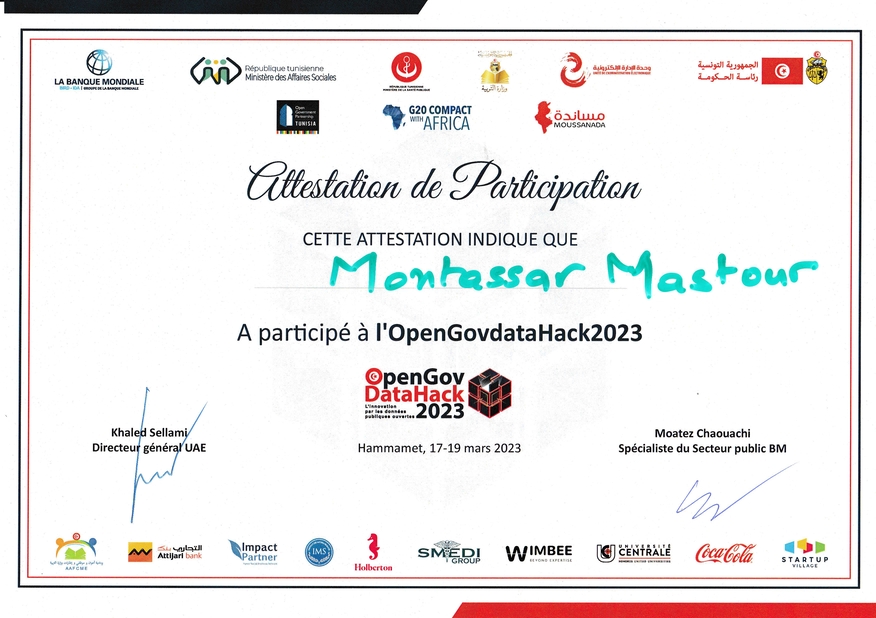 LA BANQUE MONDIALE
BIRD • IDA | GROUPE DE LA BANQUE MONDIALE
République tunisienne
Ministère des Affaires Sociales
RÉPUBLIQUE TUNISIENNE
MINISTÈRE DE LA SANTÉ PUBLIQUE
وزارة التربية
وحدة الإدارة الإلكترونية
UNITÉ DE L'ADMINISTRATION ÉLECTRONIQUE
الجمهورية التونسية
رئاسة الحكومة
Open
Government
Partnership
TUNISIA
G20 COMPACT
WITH AFRICA
مساندة
MOUSSANADA
Attestation de Participation
CETTE ATTESTATION INDIQUE QUE
Montassar Mastour
A participé à l'OpenGovdataHack2023
OpenGov
DataHack
L'innovation
par les données
publiques ouvertes
2023
Khaled Sellami
Directeur général UAE
Hammamet, 17-19 mars 2023
Moatez Chaouachi
Spécialiste du Secteur public BM
AAFCME
التجاري بنك
Attijari bank
Impact
Partner
IMS
Holberton
SMEDI
GROUP
WIMBEE
BEYOND EXPERTISE
UNIVERSITÉ
CENTRALE
HONORIS UNITED UNIVERSITIES
Coca-Cola
STARTUP
VILLAGE